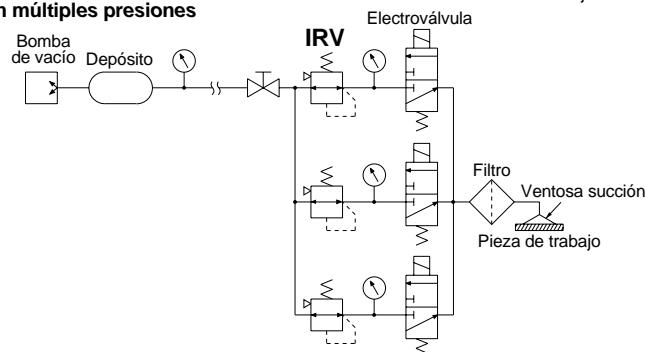 n múltiples presiones
Electroválvula
Bomba
de vacío
Depósito
IRV
Filtro
Ventosa succión
Pieza de trabajo